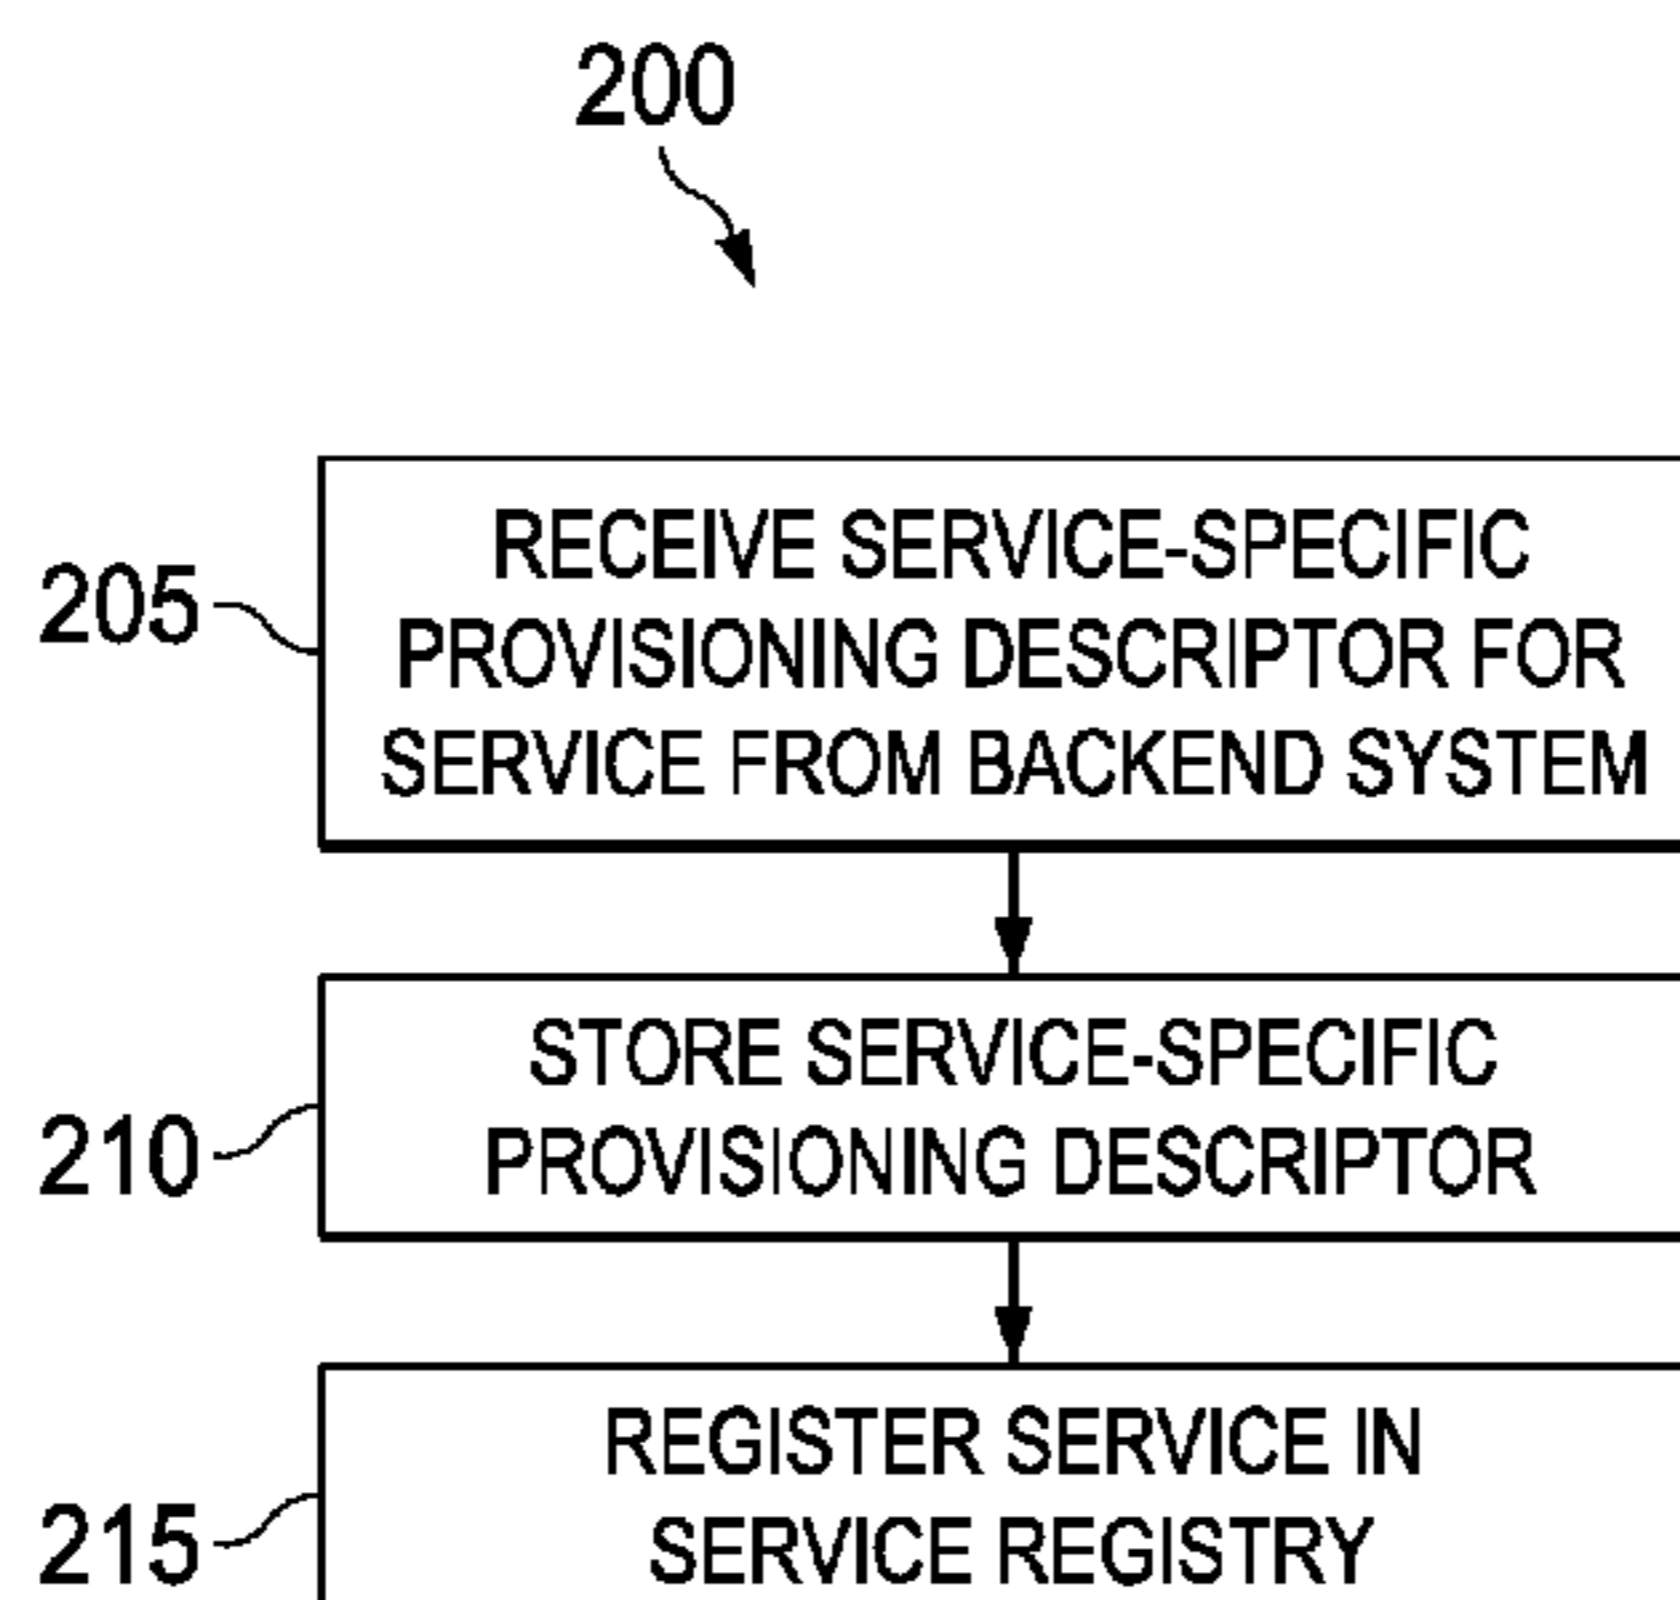 200
205
RECEIVE SERVICE-SPECIFIC
PROVISIONING DESCRIPTOR FOR
SERVICE FROM BACKEND SYSTEM
210
STORE SERVICE-SPECIFIC
PROVISIONING DESCRIPTOR
215
REGISTER SERVICE IN
SERVICE REGISTRY